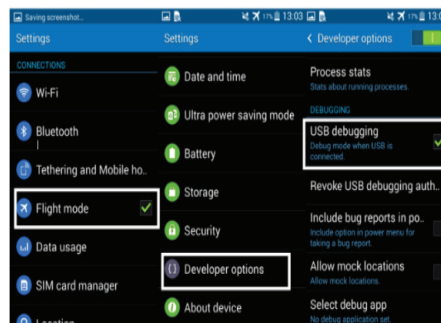 Saving screenshot..
Settings
CONNECTIONS
Wi-Fi
Bluetooth
Tethering and Mobile ho..
Flight mode
Data usage
SIM card manager
Location
13:03
Settings
Date and time
Ultra power saving mode
Battery
Storage
Security
Developer options
About device
13:03
Developer options
Process stats
Stats about running processes.
DEBUGGING
USB debugging
Debug mode when USB is
connected.
Revoke USB debugging auth..
Include bug reports in po..
Include option in power menu for
taking a bug report.
Allow mock locations
Allow mock locations.
Select debug app
No debug application set.